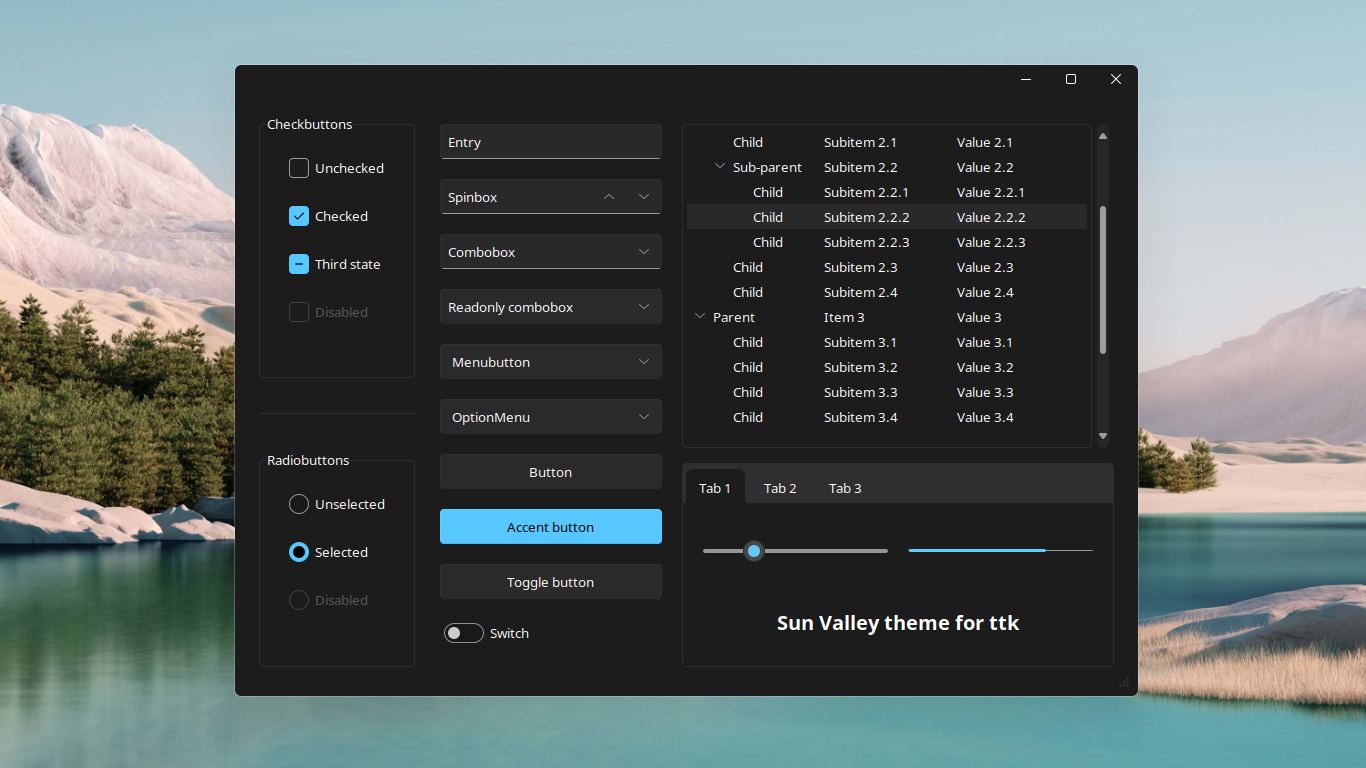 Checkbuttons
Unchecked
Checked
Third state
Disabled
Radiobuttons
Unselected
Selected
Disabled
Entry
Spinbox
Combobox
Readonly combobox
Menubutton
OptionMenu
Button
Accent button
Toggle button
Switch
Child Subitem 2.1 Value 2.1
Sub-parent Subitem 2.2 Value 2.2
Child Subitem 2.2.1 Value 2.2.1
Child Subitem 2.2.2 Value 2.2.2
Child Subitem 2.2.3 Value 2.2.3
Child Subitem 2.3 Value 2.3
Child Subitem 2.4 Value 2.4
Parent Item 3 Value 3
Child Subitem 3.1 Value 3.1
Child Subitem 3.2 Value 3.2
Child Subitem 3.3 Value 3.3
Child Subitem 3.4 Value 3.4
Tab 1 Tab 2 Tab 3
Sun Valley theme for ttk